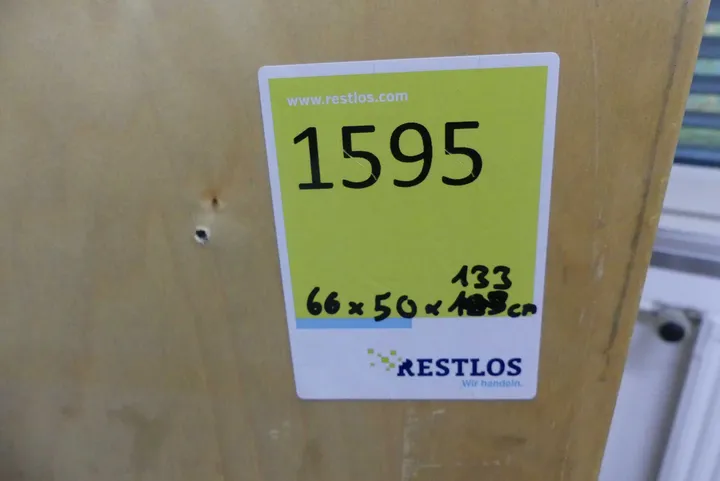 www.restlos.com
1595
133
66 x 50 x cm
RESTLOS
Wir handeln.